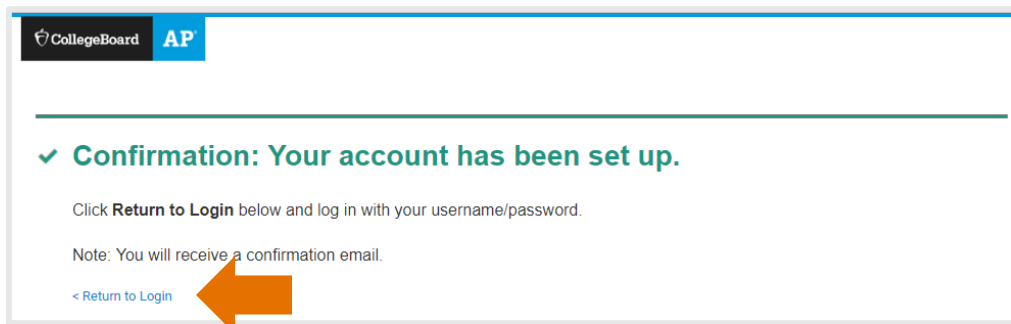 CollegeBoard AP®
Confirmation: Your account has been set up.
Click Return to Login below and log in with your username/password.
Note: You will receive a confirmation email.
< Return to Login